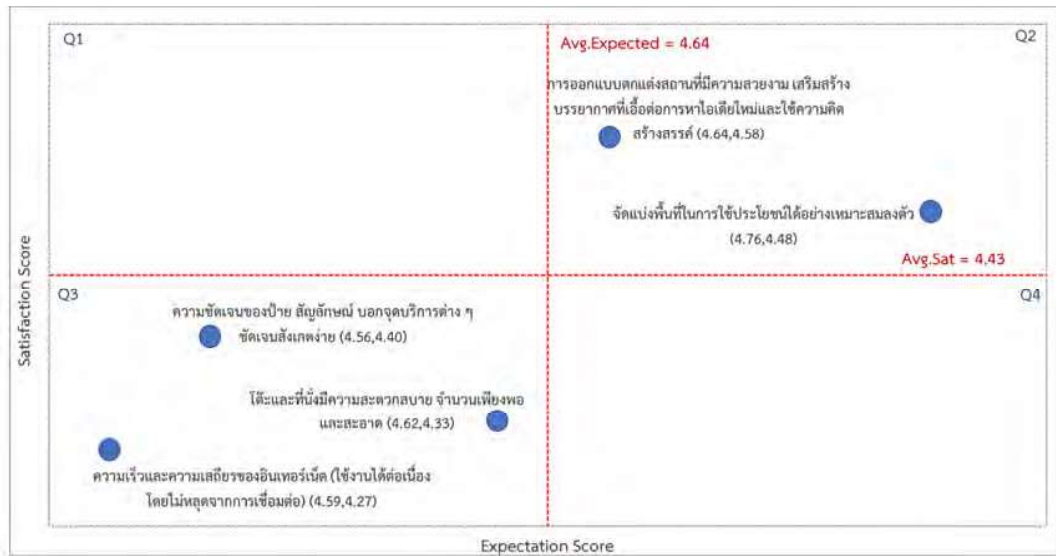 Q1
Avg.Expected = 4.64
Q2
การออกแบบตกแต่งสถานที่มีความสวยงาม เสริมสร้าง
บรรยากาศที่เอื้อต่อการหาไอเดียใหม่และใช้ความคิด
สร้างสรรค์ (4.64,4.58)
จัดแบ่งพื้นที่ในการใช้ประโยชน์ได้อย่างเหมาะสมลงตัว
(4.76,4.48)
Avg.Sat = 4.43
Satisfaction Score
Q3
Q4
ความชัดเจนของป้าย สัญลักษณ์ บอกจุดบริการต่าง ๆ
ชัดเจนสังเกตง่าย (4.56,4.40)
โต๊ะและที่นั่งมีความสะดวกสบาย จำนวนเพียงพอ
และสะอาด (4.62,4.33)
ความเร็วและความเสถียรของอินเทอร์เน็ต (ใช้งานได้ต่อเนื่อง
โดยไม่หลุดจากการเชื่อมต่อ) (4.59,4.27)
Expectation Score